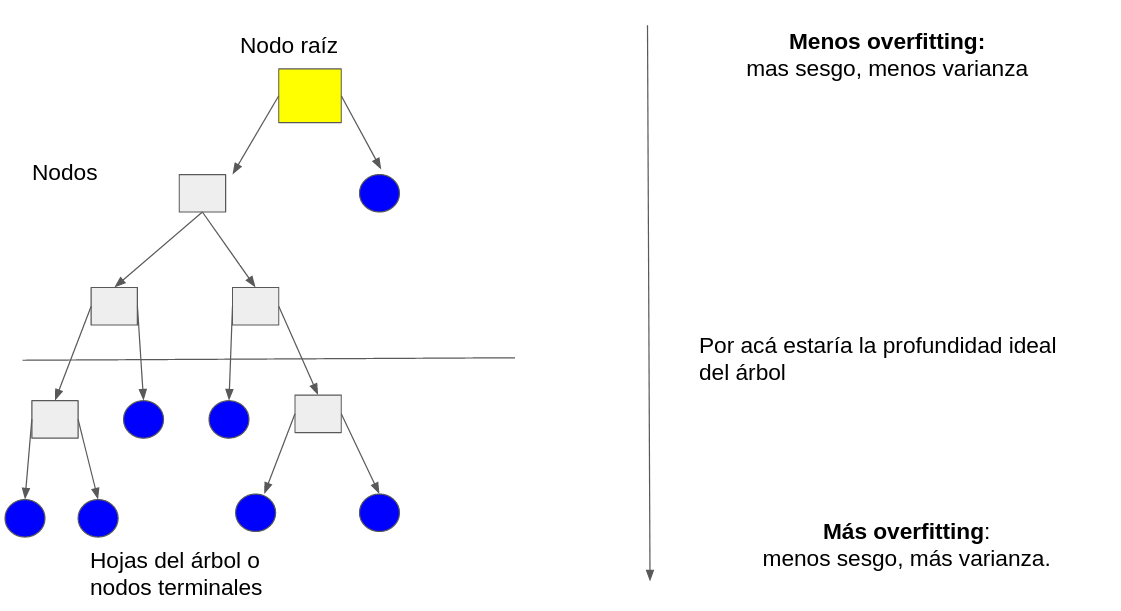 Nodo raíz
Nodos
Hojas del árbol o
nodos terminales
Menos overfitting:
mas sesgo, menos varianza
Por acá estaría la profundidad ideal
del árbol
Más overfitting:
menos sesgo, más varianza.